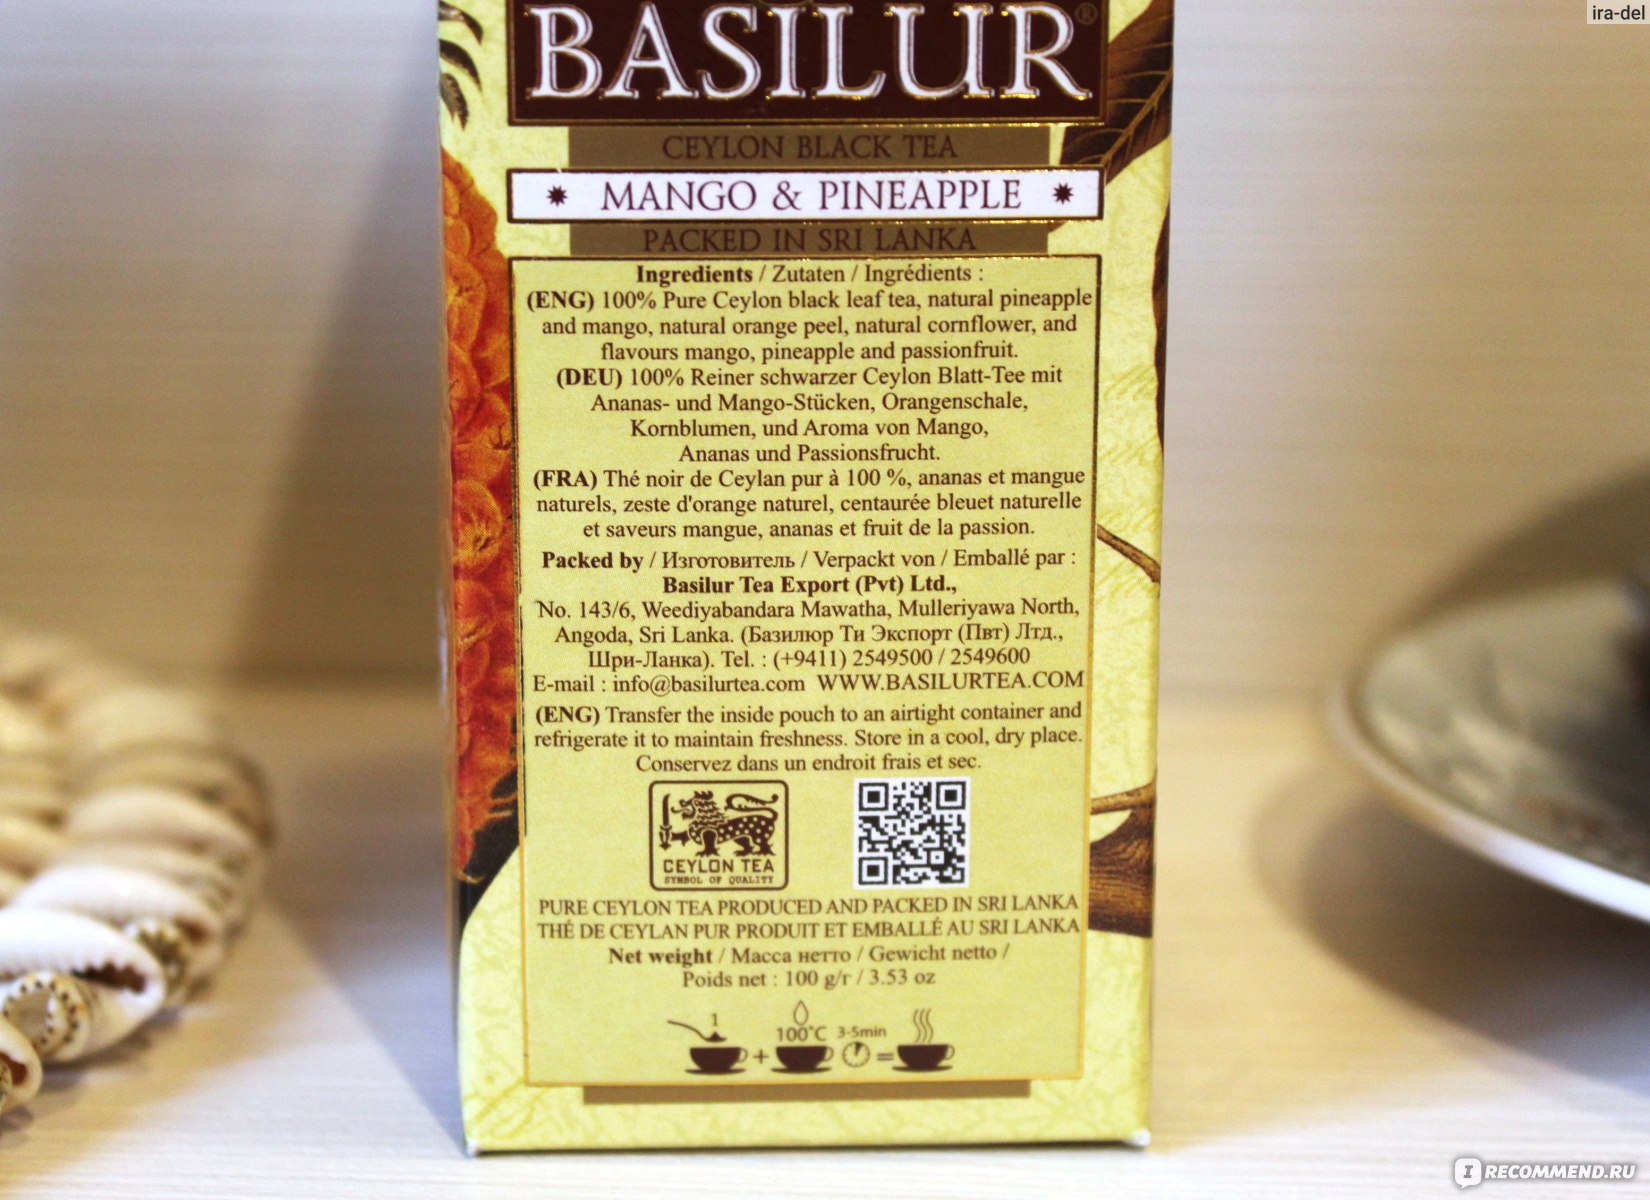 ira-del
BASILUR®
CEYLON BLACK TEA
MANGO & PINEAPPLE
PACKED IN SRI LANKA
Ingredients / Zutaten / Ingrédients :
(ENG) 100% Pure Ceylon black leaf tea, natural pineapple
and mango, natural orange peel, natural cornflower, and
flavours mango, pineapple and passionfruit.
(DEU) 100% Reiner schwarzer Ceylon Blatt-Tee mit
Ananas- und Mango-Stücken, Orangenschale,
Kornblumen, und Aroma von Mango,
Ananas und Passionsfrucht.
(FRA) Thé noir de Ceylan pur à 100 %, ananas et mangue
naturels, zeste d'orange naturel, centaurée bleuet naturelle
et saveurs mangue, ananas et fruit de la passion.
Packed by / Изготовитель / Verpackt von / Emballé par :
Basilur Tea Export (Pvt) Ltd.,
No. 143/6, Weediyabandara Mawatha, Mulleriyawa North,
Angoda, Sri Lanka. (Базилюр Ти Экспорт (Пвт) Лтд.,
Шри-Ланка). Tel. : (+9411) 2549500 / 2549600
E-mail : info@basilurtea.com WWW.BASILURTEA.COM
(ENG) Transfer the inside pouch to an airtight container and
refrigerate it to maintain freshness. Store in a cool, dry place.
Conservez dans un endroit frais et sec.
CEYLON TEA
SYMBOL OF QUALITY
PURE CEYLON TEA PRODUCED AND PACKED IN SRI LANKA
THÉ DE CEYLAN PUR PRODUIT ET EMBALLÉ AU SRI LANKA
Net weight / Масса нетто / Gewicht netto /
Poids net : 100 g/г / 3.53 oz
1 100°C 3-5min
+ =
I RECOMMEND.RU